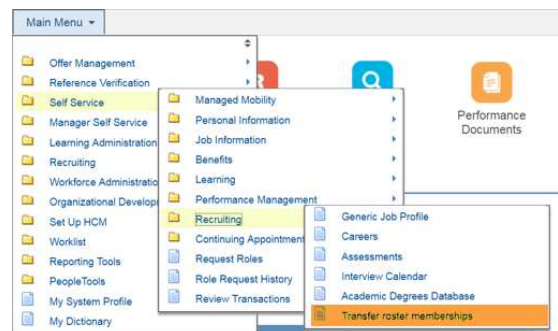 Main Menu
Offer Management
Reference Verification
Self Service
Manager Self Service
Learning Administration
Recruiting
Workforce Administratio
Organizational Develop
Set Up HCM
Worklist
Reporting Tools
PeopleTools
My System Profile
My Dictionary
Managed Mobility
Personal Information
Job Information
Benefits
Learning
Performance Management
Recruiting
Continuing Appointment
Request Roles
Role Request History
Review Transactions
Generic Job Profile
Careers
Assessments
Interview Calendar
Academic Degrees Database
Transfer roster memberships
Performance
Documents